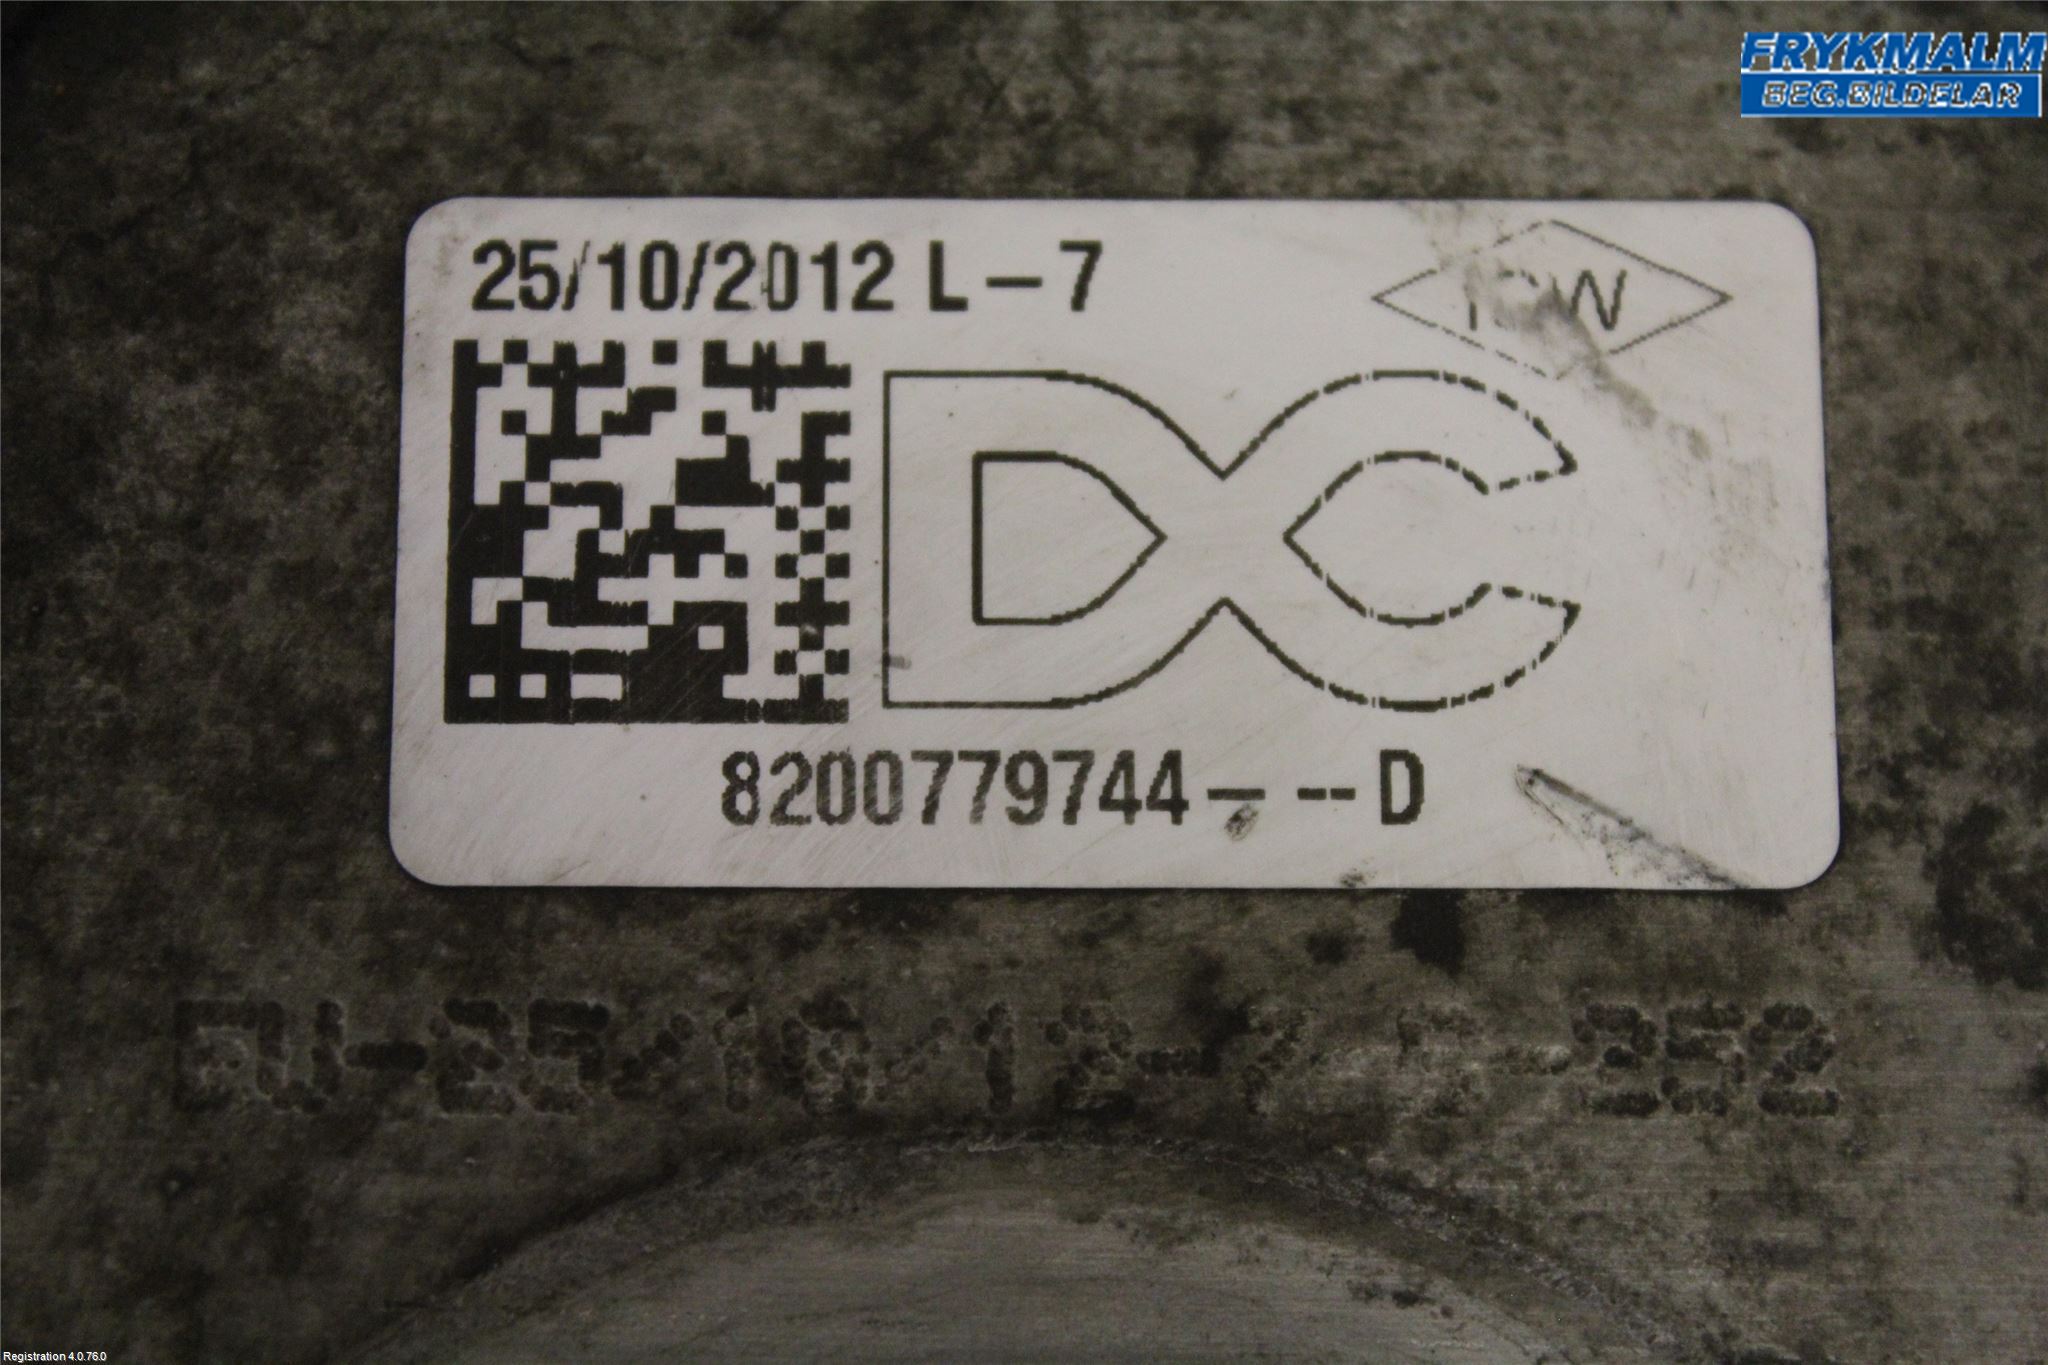 FRYKMALM
BEG.BILDELAR
25/10/2012 L-7
DC
8200779744- --D
Registration 4.0.76.0